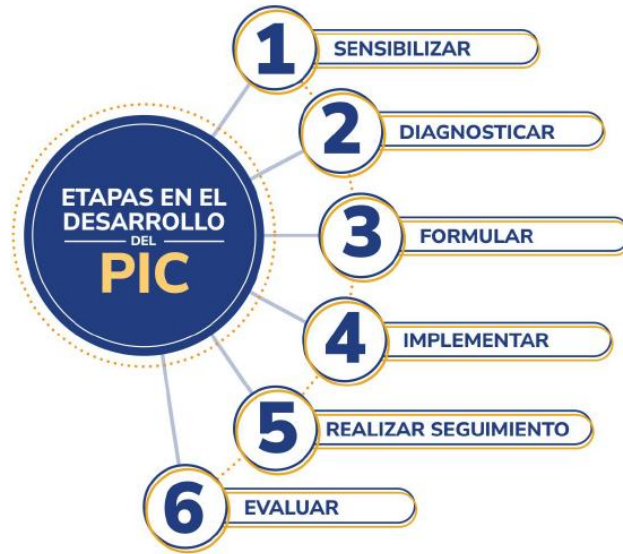 ETAPAS EN EL
DESARROLLO
DEL
PIC
1 SENSIBILIZAR
2 DIAGNOSTICAR
3 FORMULAR
4 IMPLEMENTAR
5 REALIZAR SEGUIMIENTO
6 EVALUAR